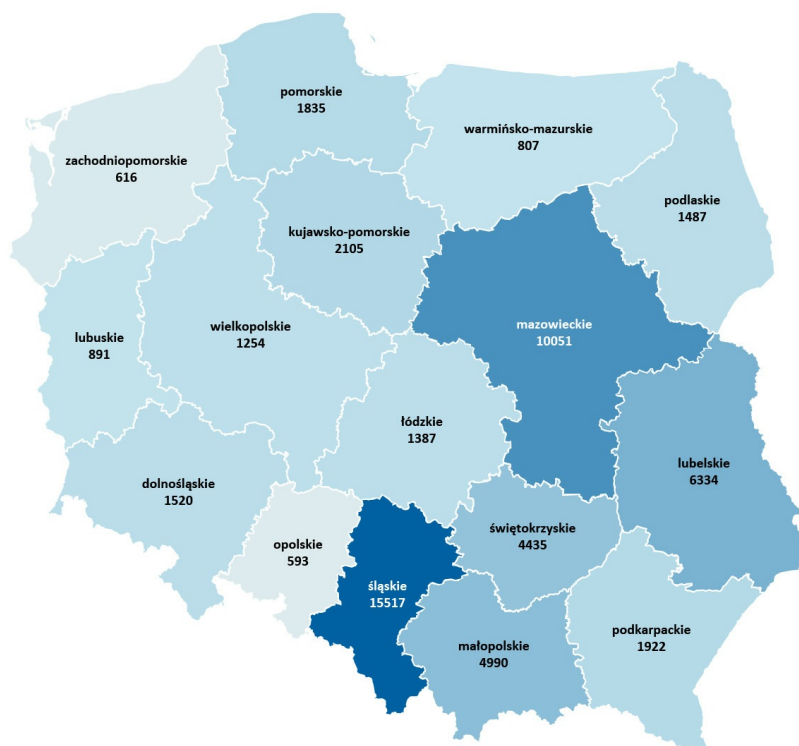 pomorskie
1835
warmińsko-mazurskie
807
zachodniopomorskie
616
podlaskie
1487
kujawsko-pomorskie
2105
mazowieckie
10051
wielkopolskie
1254
lubuskie
891
łódzkie
1387
lubelskie
6334
dolnośląskie
1520
świętokrzyskie
4435
opolskie
593
śląskie
15517
podkarpackie
1922
małopolskie
4990